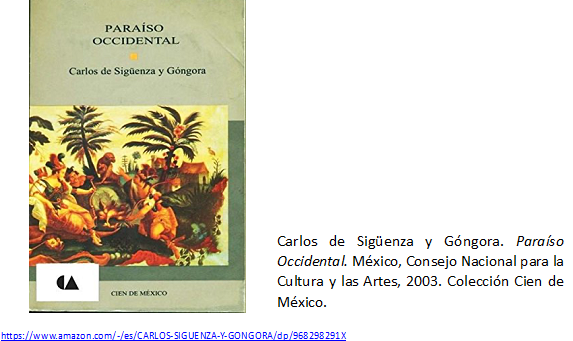 PARAÍSO
OCCIDENTAL
Carlos de Sigüenza y Góngora
CA
CIEN DE MÉXICO
Carlos de Sigüenza y Góngora. Paraíso
Occidental. México, Consejo Nacional para la
Cultura y las Artes, 2003. Colección Cien de
México.
https://www.amazon.com/-/es/CARLOS-SIGUENZA-Y-GONGORA/dp/968298291X